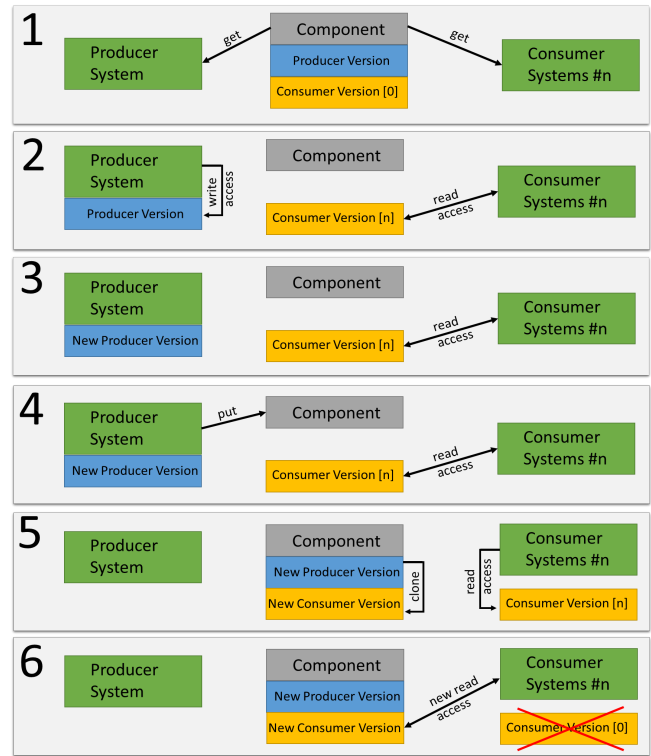 1
Producer
System
get
Component
Producer Version
Consumer Version [0]
get
Consumer
Systems #n
2
Producer
System
Producer Version
write
access
Component
Consumer Version [n]
read
access
Consumer
Systems #n
3
Producer
System
New Producer Version
Component
Consumer Version [n]
read
access
Consumer
Systems #n
4
Producer
System
New Producer Version
put
Component
Consumer Version [n]
read
access
Consumer
Systems #n
5
Producer
System
Component
New Producer Version
New Consumer Version
clone
read
access
Consumer
Systems #n
Consumer Version [n]
6
Producer
System
Component
New Producer Version
New Consumer Version
new read
access
Consumer
Systems #n
Consumer Version [0]